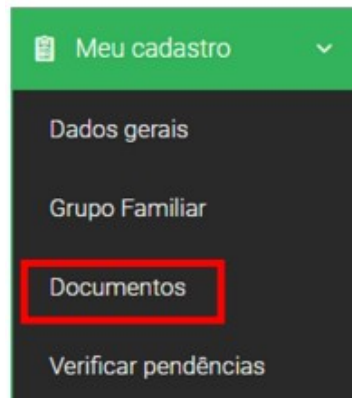 Meu cadastro
Dados gerais
Grupo Familiar
Documentos
Verificar pendências